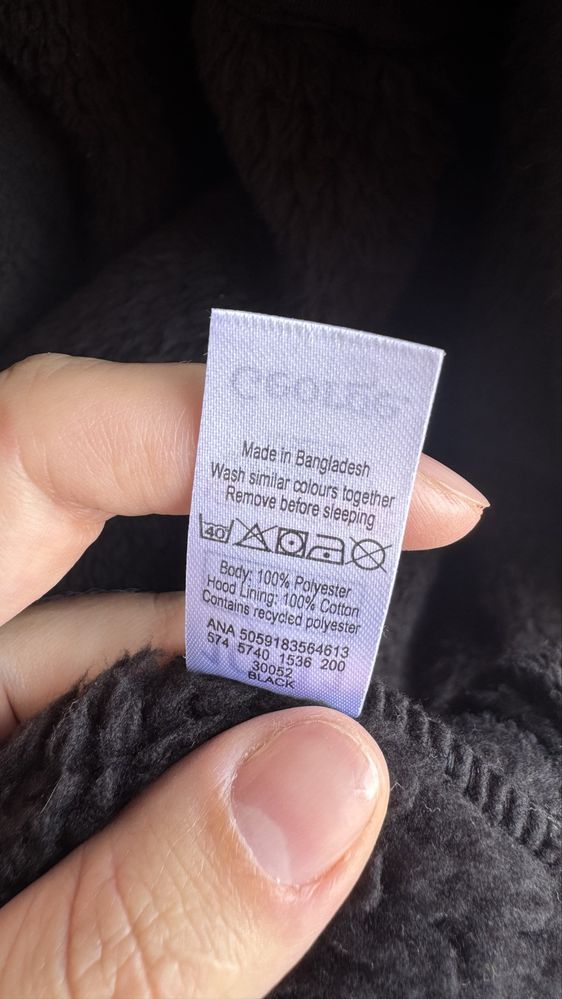 Made in Bangladesh
Wash similar colours together
Remove before sleeping
40
Body: 100% Polyester
Hood Lining: 100% Cotton
Contains recycled polyester
ANA 5059183564613
574 5740 1536 200
30052
BLACK